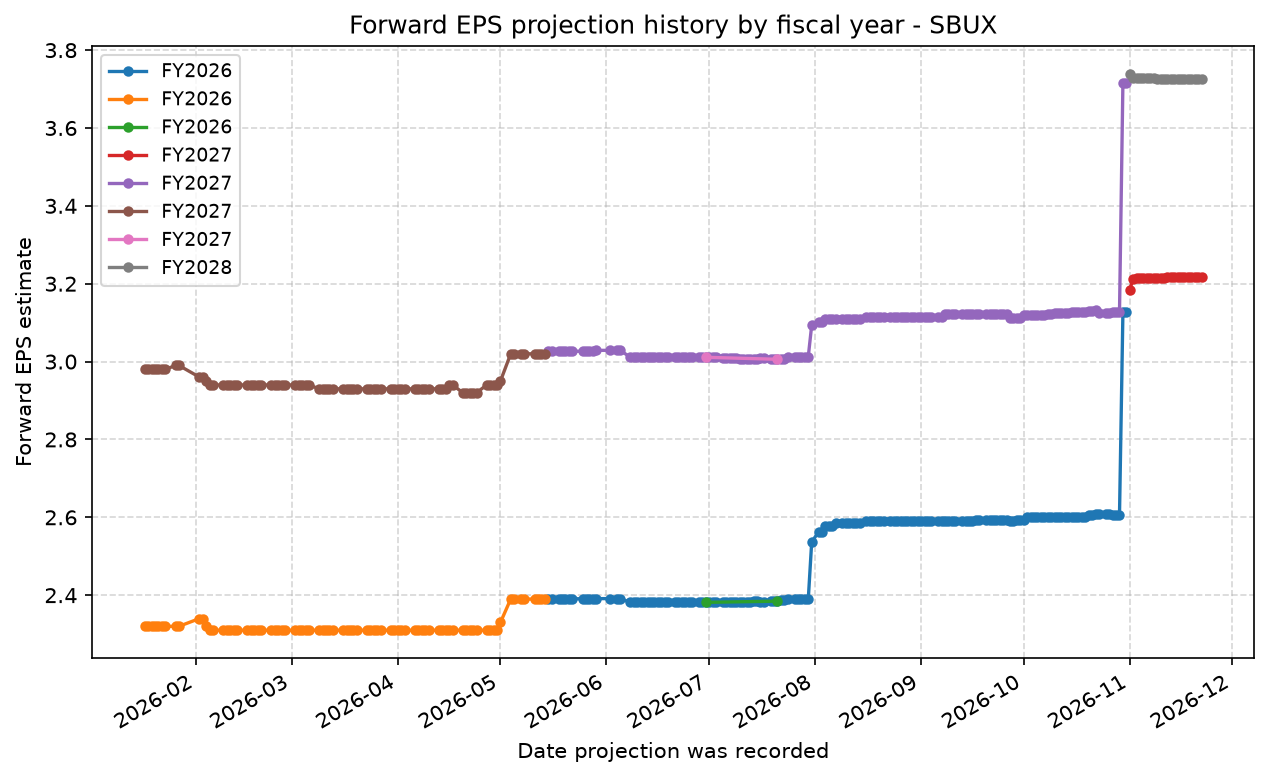 Forward EPS projection history by fiscal year - SBUX
FY2026
FY2026
FY2026
FY2027
FY2027
FY2027
FY2027
FY2028
Forward EPS estimate
3.8
3.6
3.4
3.2
3.0
2.8
2.6
2.4
2026-02
2026-03
2026-04
2026-05
2026-06
2026-07
2026-08
2026-09
2026-10
2026-11
2026-12
Date projection was recorded